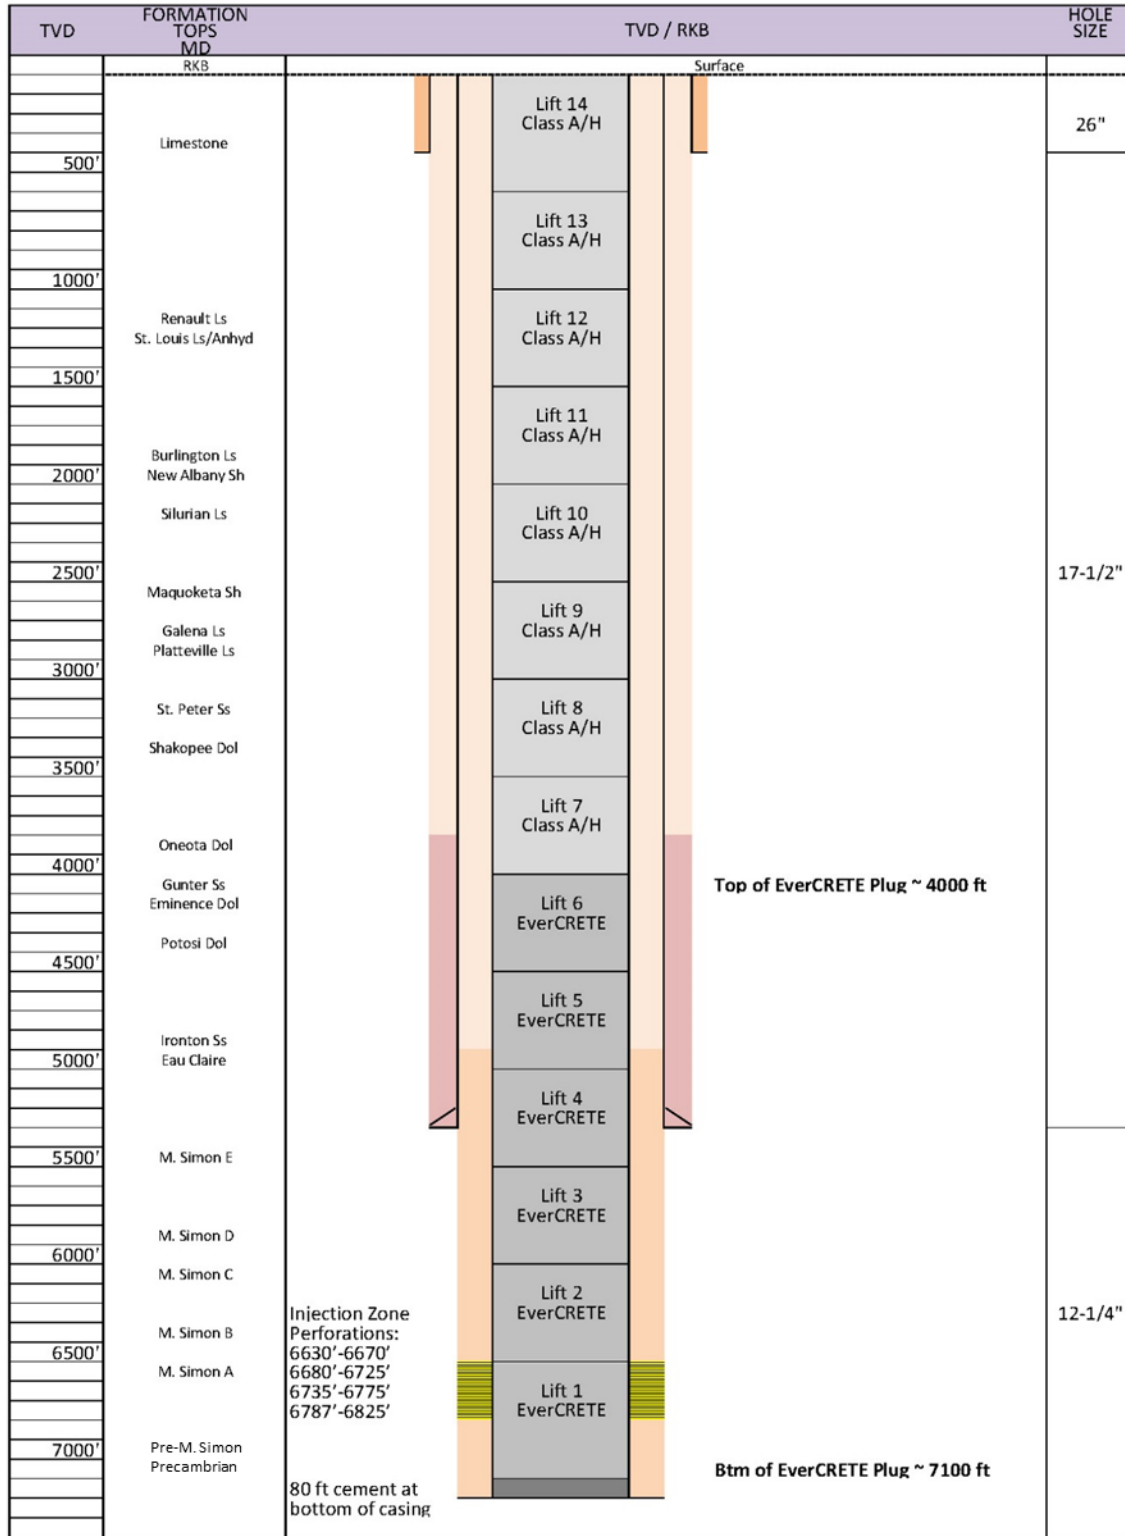 TVD
FORMATION
TOPS
MD
TVD / RKB
HOLE
SIZE
RKB
Surface
Lift 14
Class A/H
26"
Limestone
500'
Lift 13
Class A/H
1000'
Renault Ls
St. Louis Ls/Anhyd
Lift 12
Class A/H
1500'
Lift 11
Class A/H
Burlington Ls
New Albany Sh
2000'
Silurian Ls
Lift 10
Class A/H
2500'
17-1/2"
Maquoketa Sh
Lift 9
Class A/H
Galena Ls
Platteville Ls
3000'
St. Peter Ss
Lift 8
Class A/H
Shakopee Dol
3500'
Lift 7
Class A/H
Oneota Dol
4000'
Gunter Ss
Eminence Dol
Top of EverCRETE Plug ~ 4000 ft
Lift 6
EverCRETE
Potosi Dol
4500'
Lift 5
EverCRETE
Ironton Ss
Eau Claire
5000'
Lift 4
EverCRETE
5500'
M. Simon E
Lift 3
EverCRETE
M. Simon D
6000'
M. Simon C
Lift 2
EverCRETE
12-1/4"
Injection Zone
Perforations:
6630'-6670'
6680'-6725'
6735'-6775'
6787'-6825'
M. Simon B
6500'
M. Simon A
Lift 1
EverCRETE
7000'
Pre-M. Simon
Precambrian
Btm of EverCRETE Plug ~ 7100 ft
80 ft cement at
bottom of casing